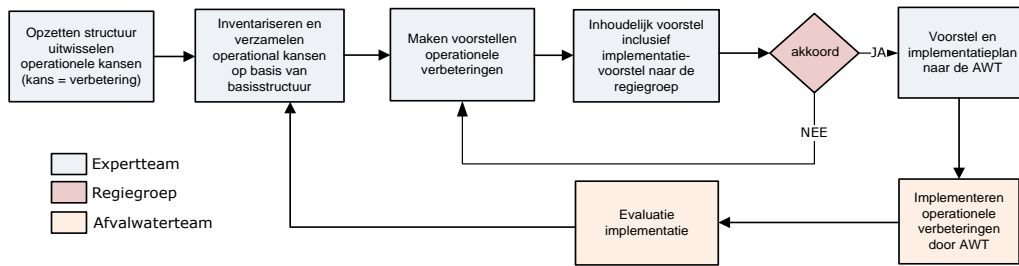 Opzetten structuur
uitwisselen
operationele kansen
(kans = verbetering)
Inventariseren en
verzamelen
operational kansen
op basis van
basisstructuur
Maken voorstellen
operationele
verbeteringen
Inhoudelijk voorstel
inclusief
implementatie-
voorstel naar de
regiegroep
akkoord
JA
Voorstel en
implementatieplan
naar de AWT
NEE
Expertteam
Regiegroep
Afvalwaterteam
Evaluatie
implementatie
Implementeren
operationele
verbeteringen
door AWT